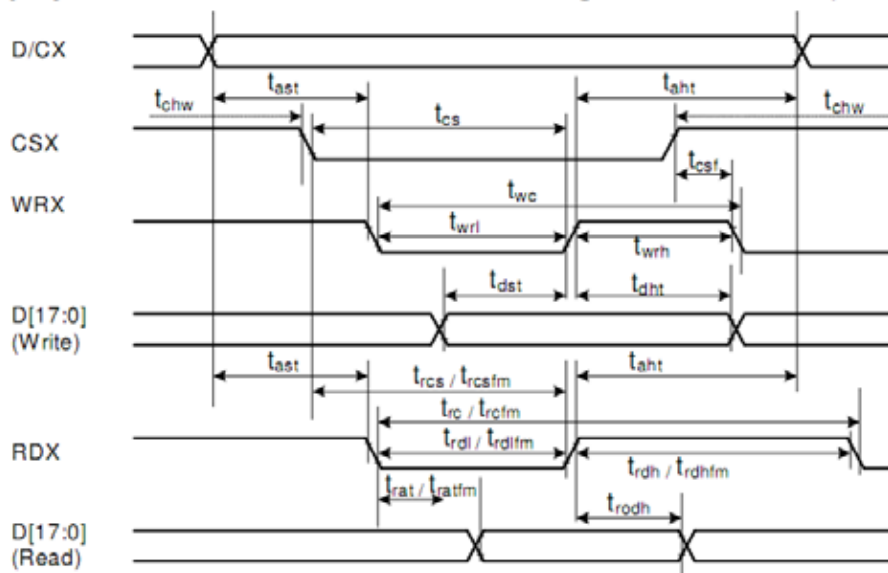 D/CX
tast
taht
tchw
tchw
tcs
CSX
tcsf
WRX
twc
twrl
twrh
tdst
tdht
D[17:0]
(Write)
tast
trcs / trcsfm
taht
trc / trcfm
RDX
trdl / trdlfm
trdh / trdhfm
trat / tratfm
trodh
D[17:0]
(Read)